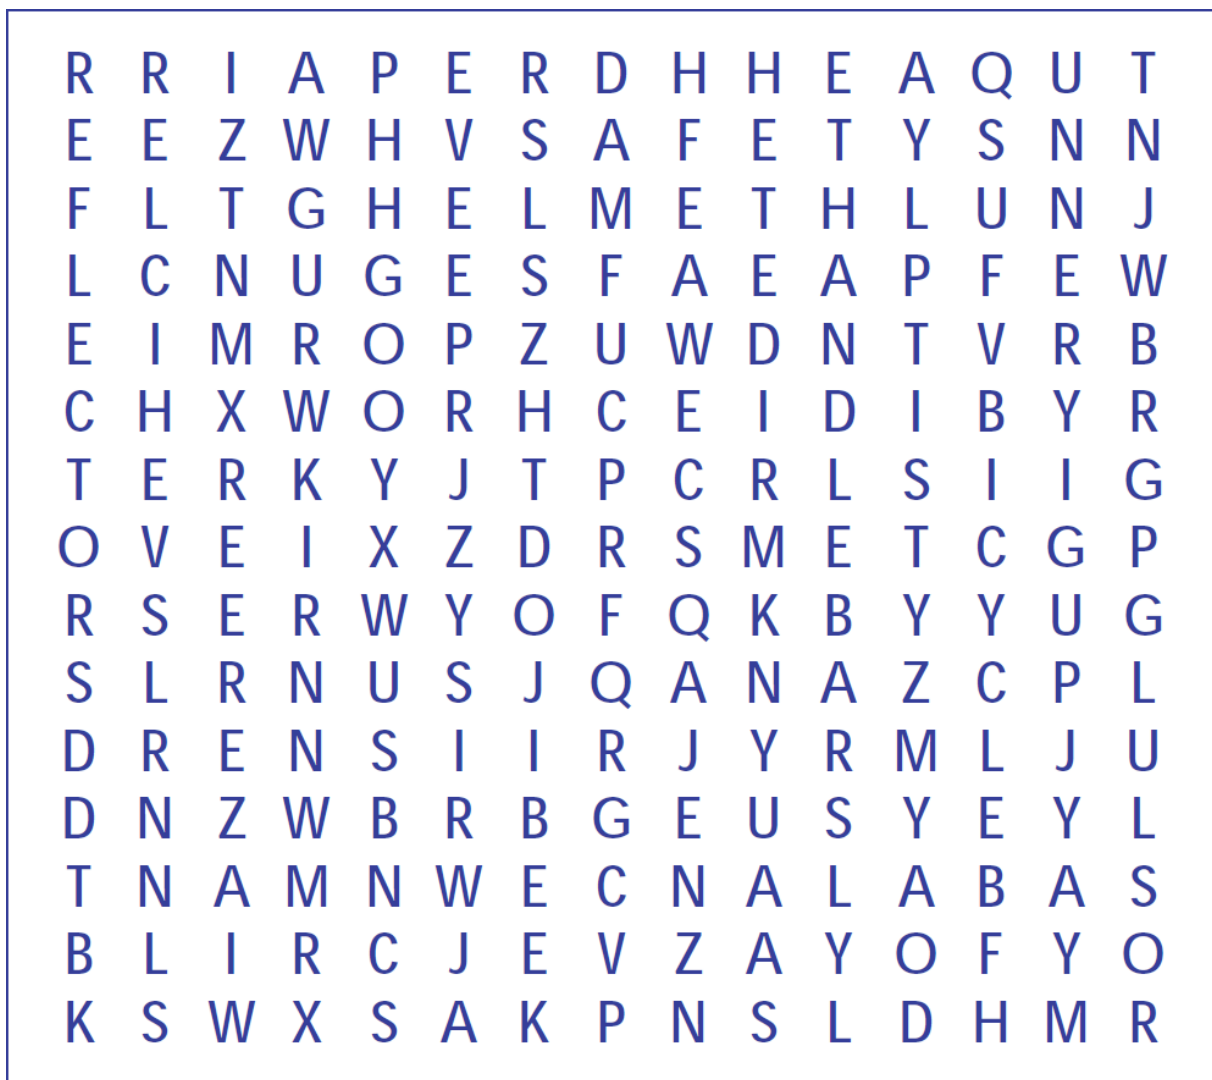 R R I A P E R D H H E A Q U T
E E Z W H V S A F E T Y S N N
F L T G H E L M E T H L U N J
L C N U G E S F A E A P F E W
E I M R O P Z U W D N T V R B
C H X W O R H C E I D I B Y R
T E R K Y J T P C R L S I I G
O V E I X Z D R S M E T C G P
R S E R W Y O F Q K B Y Y U G
S L R N U S J Q A N A Z C P L
D R E N S I I R J Y R M L J U
D N Z W B R B G E U S Y E Y L
T N A M N W E C N A L A B A S
B L I R C J E V Z A Y O F Y O
K S W X S A K P N S L D H M R